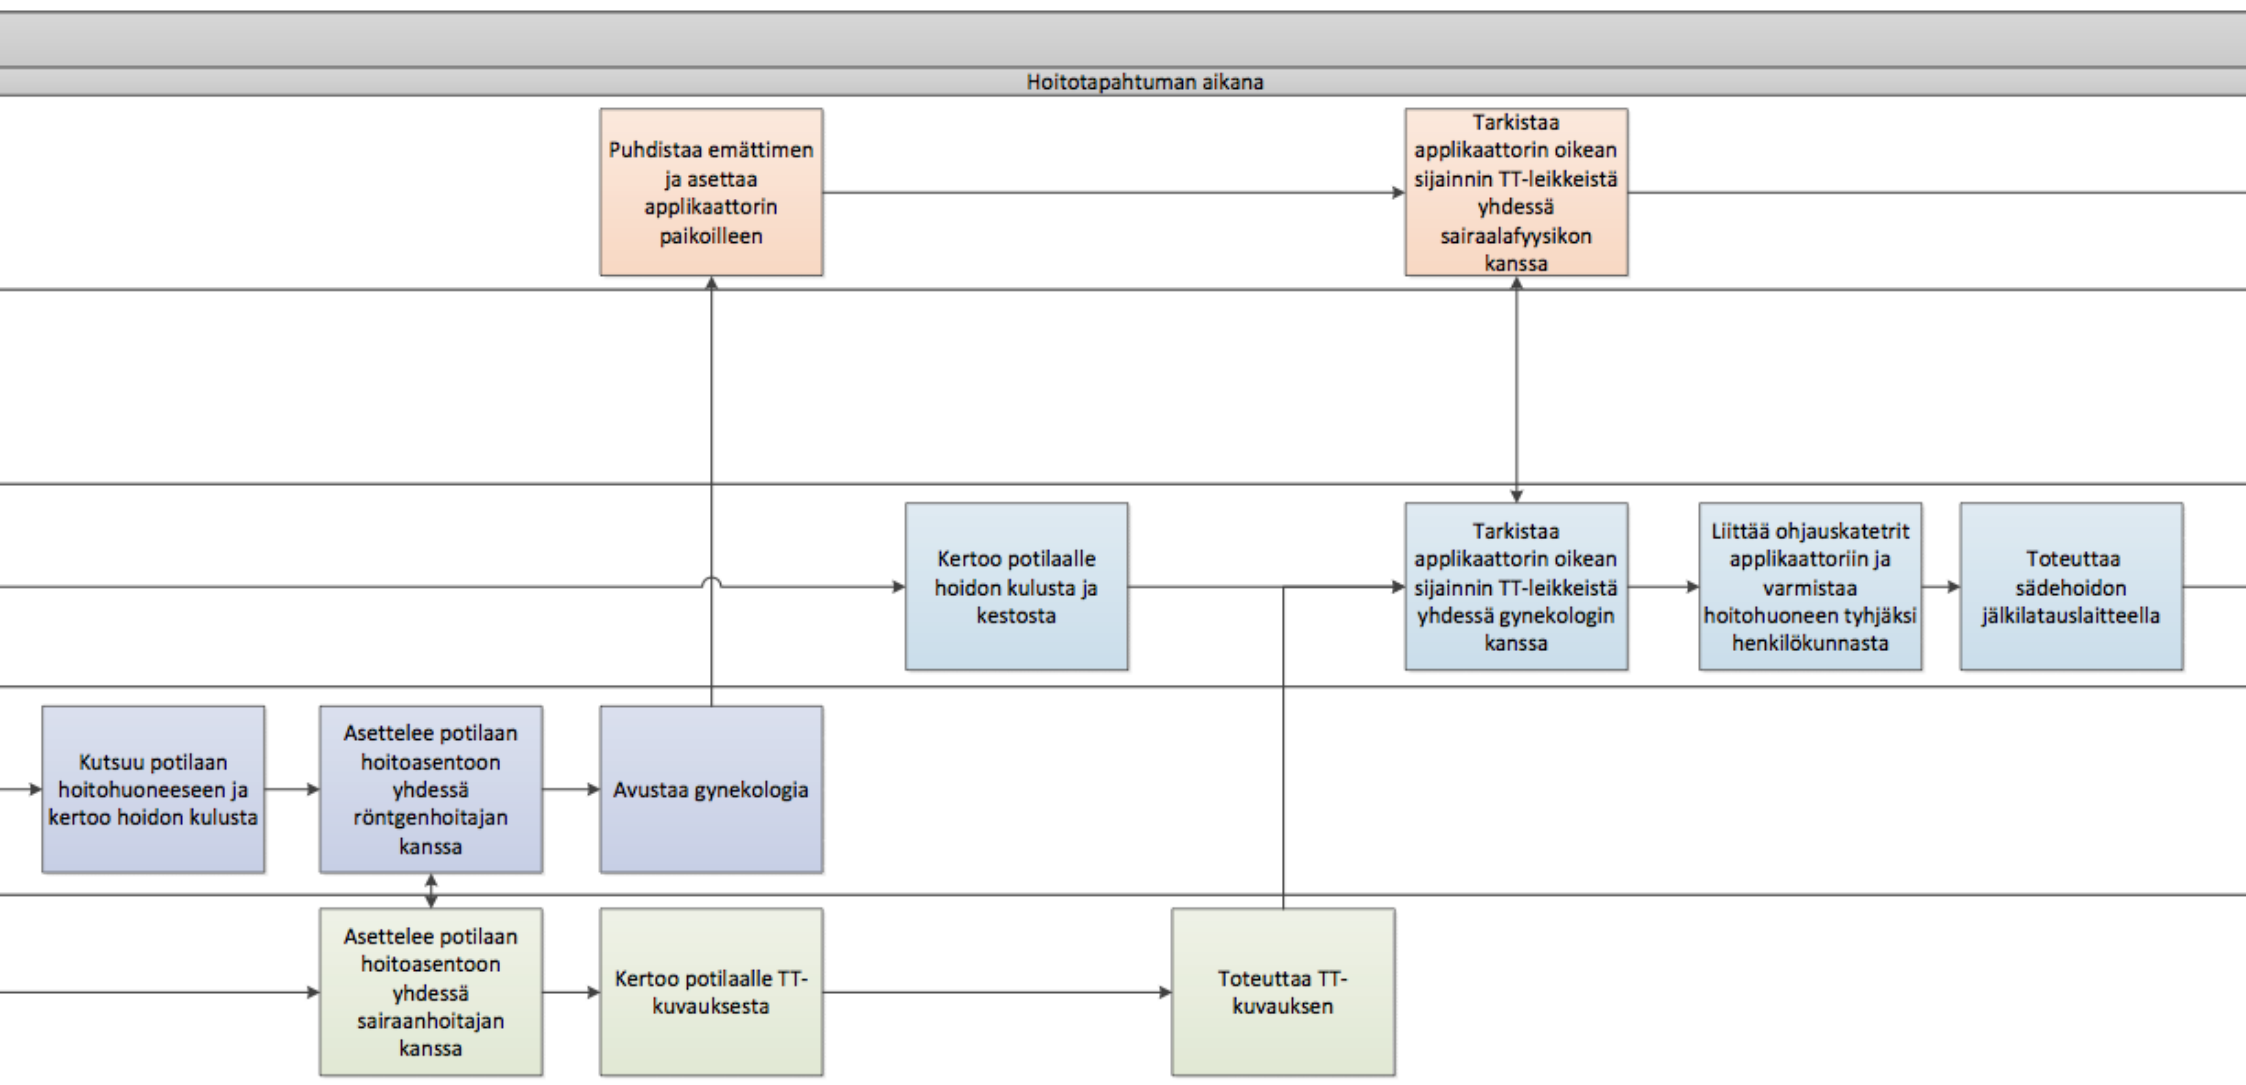 Hoitotapahtuman aikana
Puhdistaa emättimen
ja asettaa
applikaattorin
paikoilleen
Tarkistaa
applikaattorin oikean
sijainnin TT-leikkeistä
yhdessä
sairaalafyysikon
kanssa
Kertoo potilaalle
hoidon kulusta ja
kestosta
Tarkistaa
applikaattorin oikean
sijainnin TT-leikkeistä
yhdessä gynekologin
kanssa
Liittää ohjauskatetrit
applikaattoriin ja
varmistaa
hoitohuoneen tyhjäksi
henkilökunnasta
Toteuttaa
sädehoidon
jälkilatauslaitteella
Kutsuu potilaan
hoitohuoneeseen ja
kertoo hoidon kulusta
Asettelee potilaan
hoitoasentoon
yhdessä
röntgenhoitajan
kanssa
Avustaa gynekologia
Asettelee potilaan
hoitoasentoon
yhdessä
sairaanhoitajan
kanssa
Kertoo potilaalle TT-
kuvauksesta
Toteuttaa TT-
kuvauksen